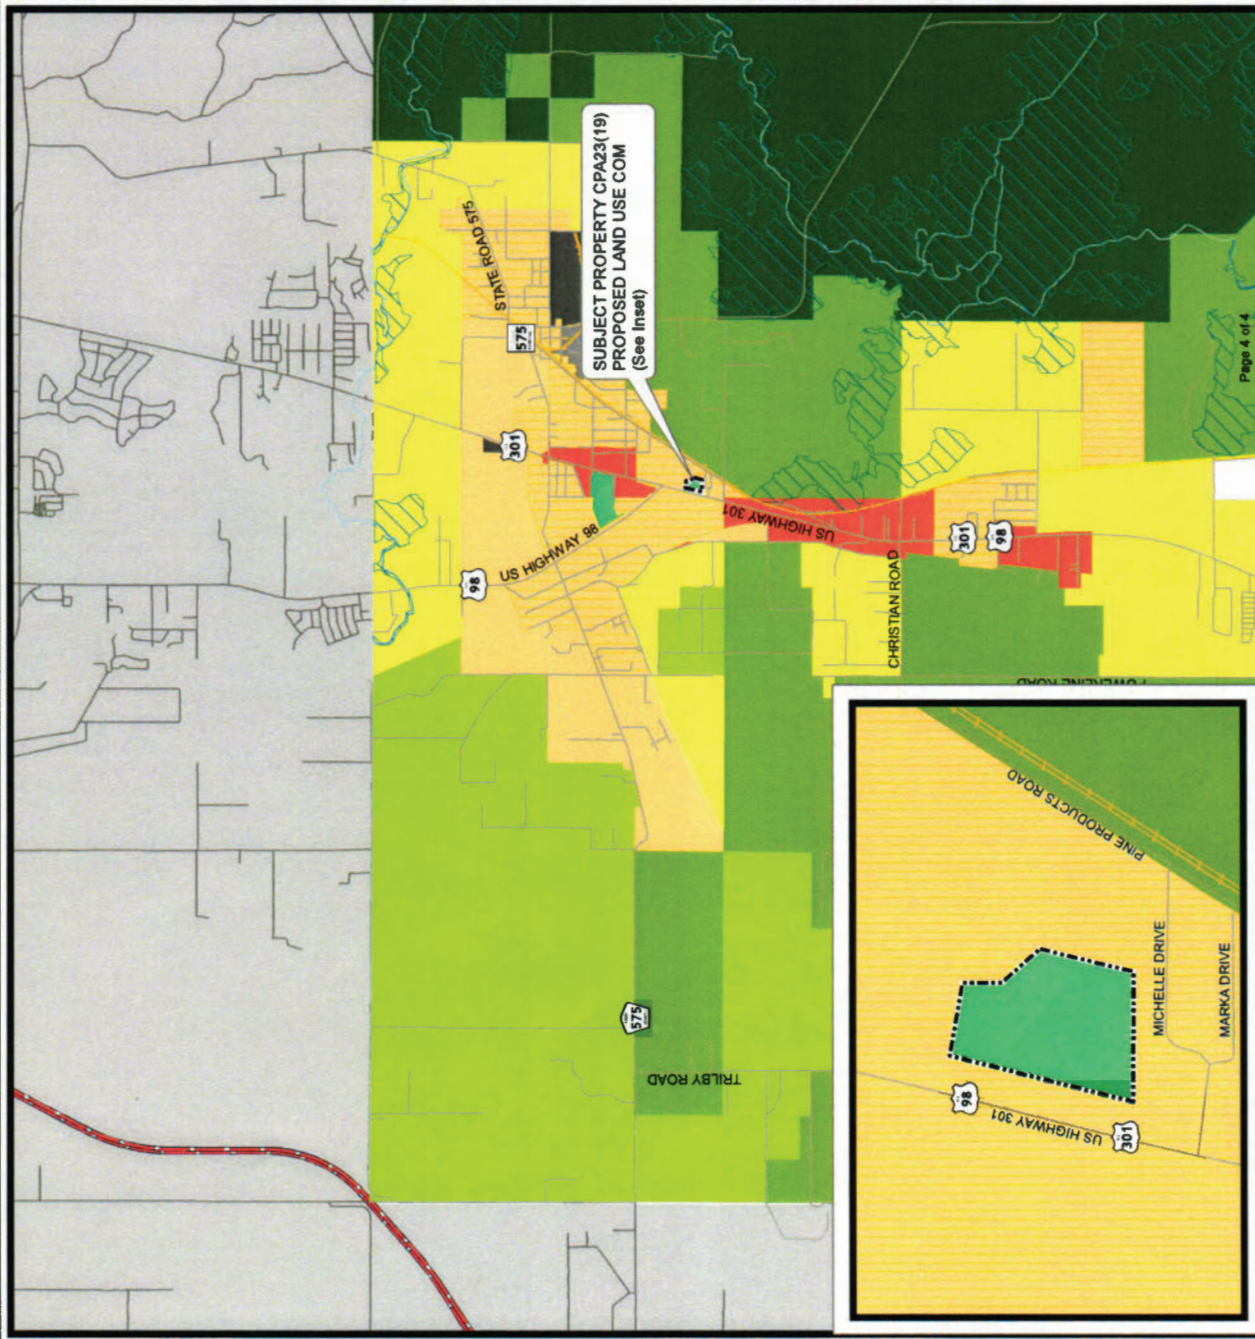 STATE ROAD 575
575
SUBJECT PROPERTY CPA23(19)
PROPOSED LAND USE COM
(See Inset)
301
US HIGHWAY 98
98
US HIGHWAY 301
301
98
CHRISTIAN ROAD
POWERLINE ROAD
575
TRILBY ROAD
Page 4 of 4
PINE PRODUCTS ROAD
MICHELLE DRIVE
MARKA DRIVE
98
US HIGHWAY 301
301